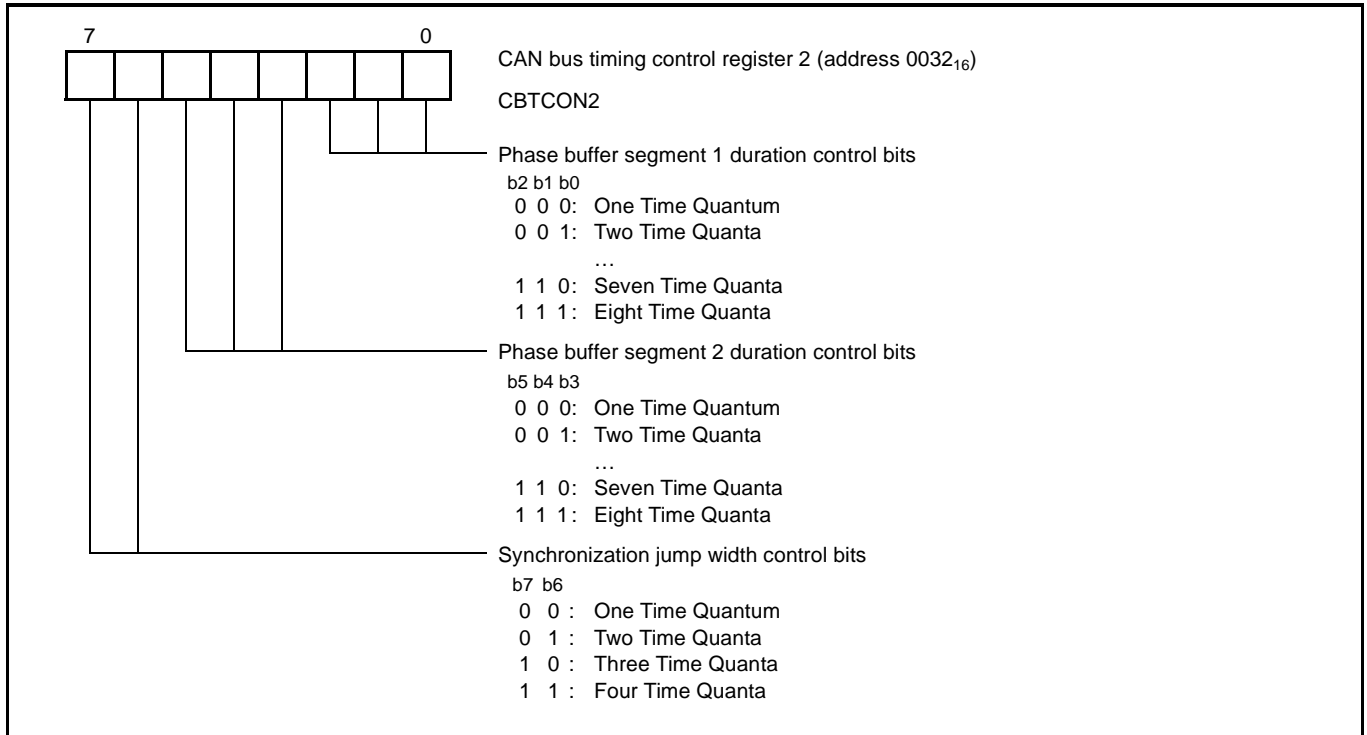 7 0
CAN bus timing control register 2 (address 0032₁₆)
CBTCON2
Phase buffer segment 1 duration control bits
b2 b1 b0
0 0 0: One Time Quantum
0 0 1: Two Time Quanta
…
1 1 0: Seven Time Quanta
1 1 1: Eight Time Quanta
Phase buffer segment 2 duration control bits
b5 b4 b3
0 0 0: One Time Quantum
0 0 1: Two Time Quanta
…
1 1 0: Seven Time Quanta
1 1 1: Eight Time Quanta
Synchronization jump width control bits
b7 b6
0 0 : One Time Quantum
0 1 : Two Time Quanta
1 0 : Three Time Quanta
1 1 : Four Time Quanta